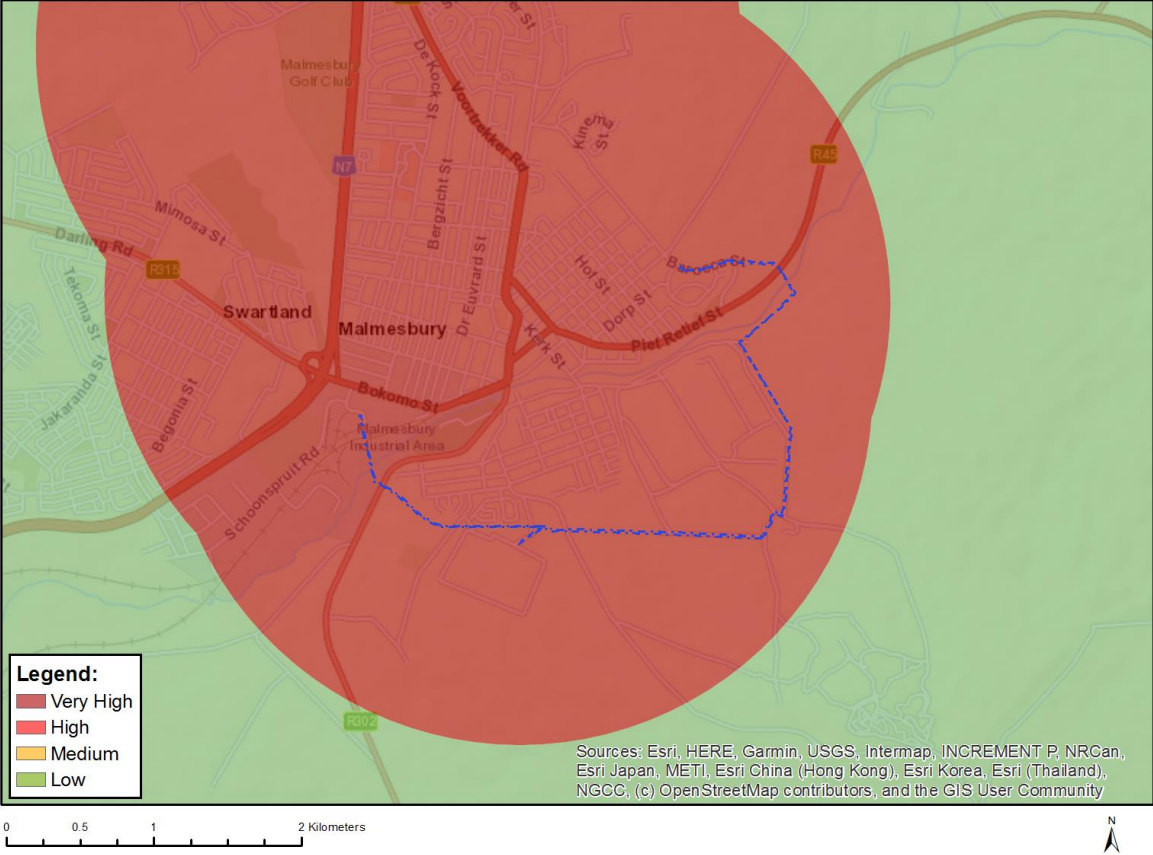 er St
Malmesbury
Golf Club
De Kock St
Voortrekker Rd
Kinema
St
R45
N7
Bergzicht St
Mimosa St
Darling Rd
R315
Baroeca St
Hof St
Tekoma St
Dr Euvrard St
Dorp St
Swartland
Malmesbury
Piet Retief St
Kerk St
Jakaranda St
Bokomo St
Begonia St
Malmesbury
Industrial Area
Schoonspruit Rd
R302
Legend:
Very High
High
Medium
Low
Sources: Esri, HERE, Garmin, USGS, Intermap, INCREMENT P, NRCan,
Esri Japan, METI, Esri China (Hong Kong), Esri Korea, Esri (Thailand),
NGCC, (c) OpenStreetMap contributors, and the GIS User Community
0 0.5 1 2 Kilometers
N